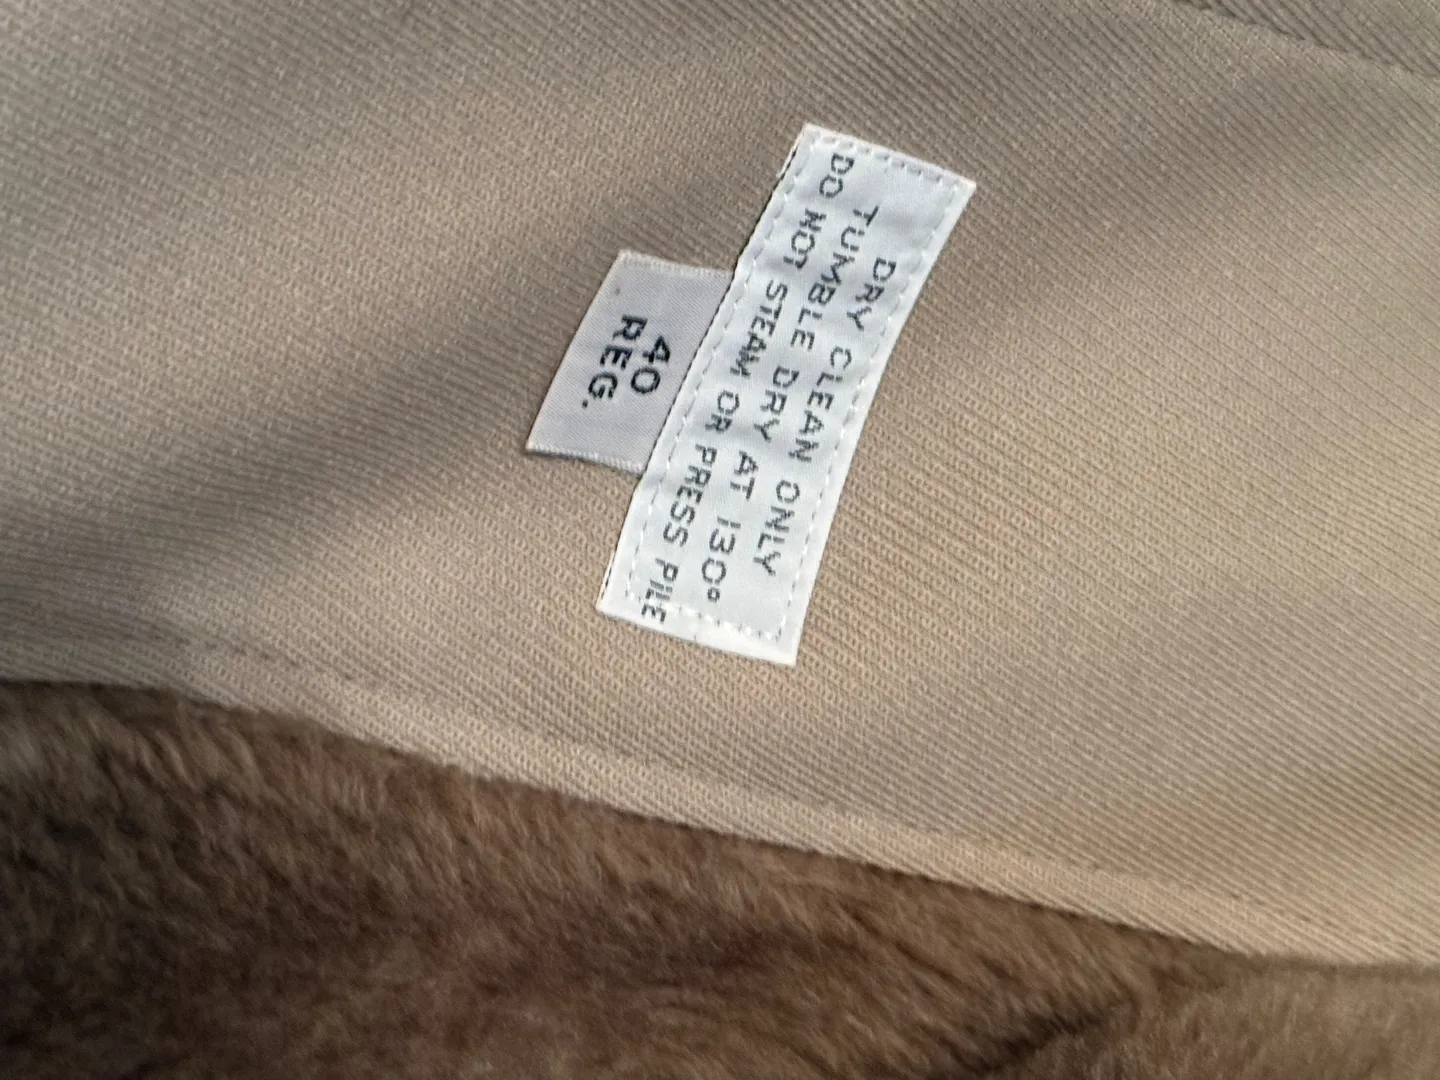 DRY CLEAN ONLY
TUMBLE DRY AT 130°
DO NOT STEAM OR PRESS PILE
40
REG.